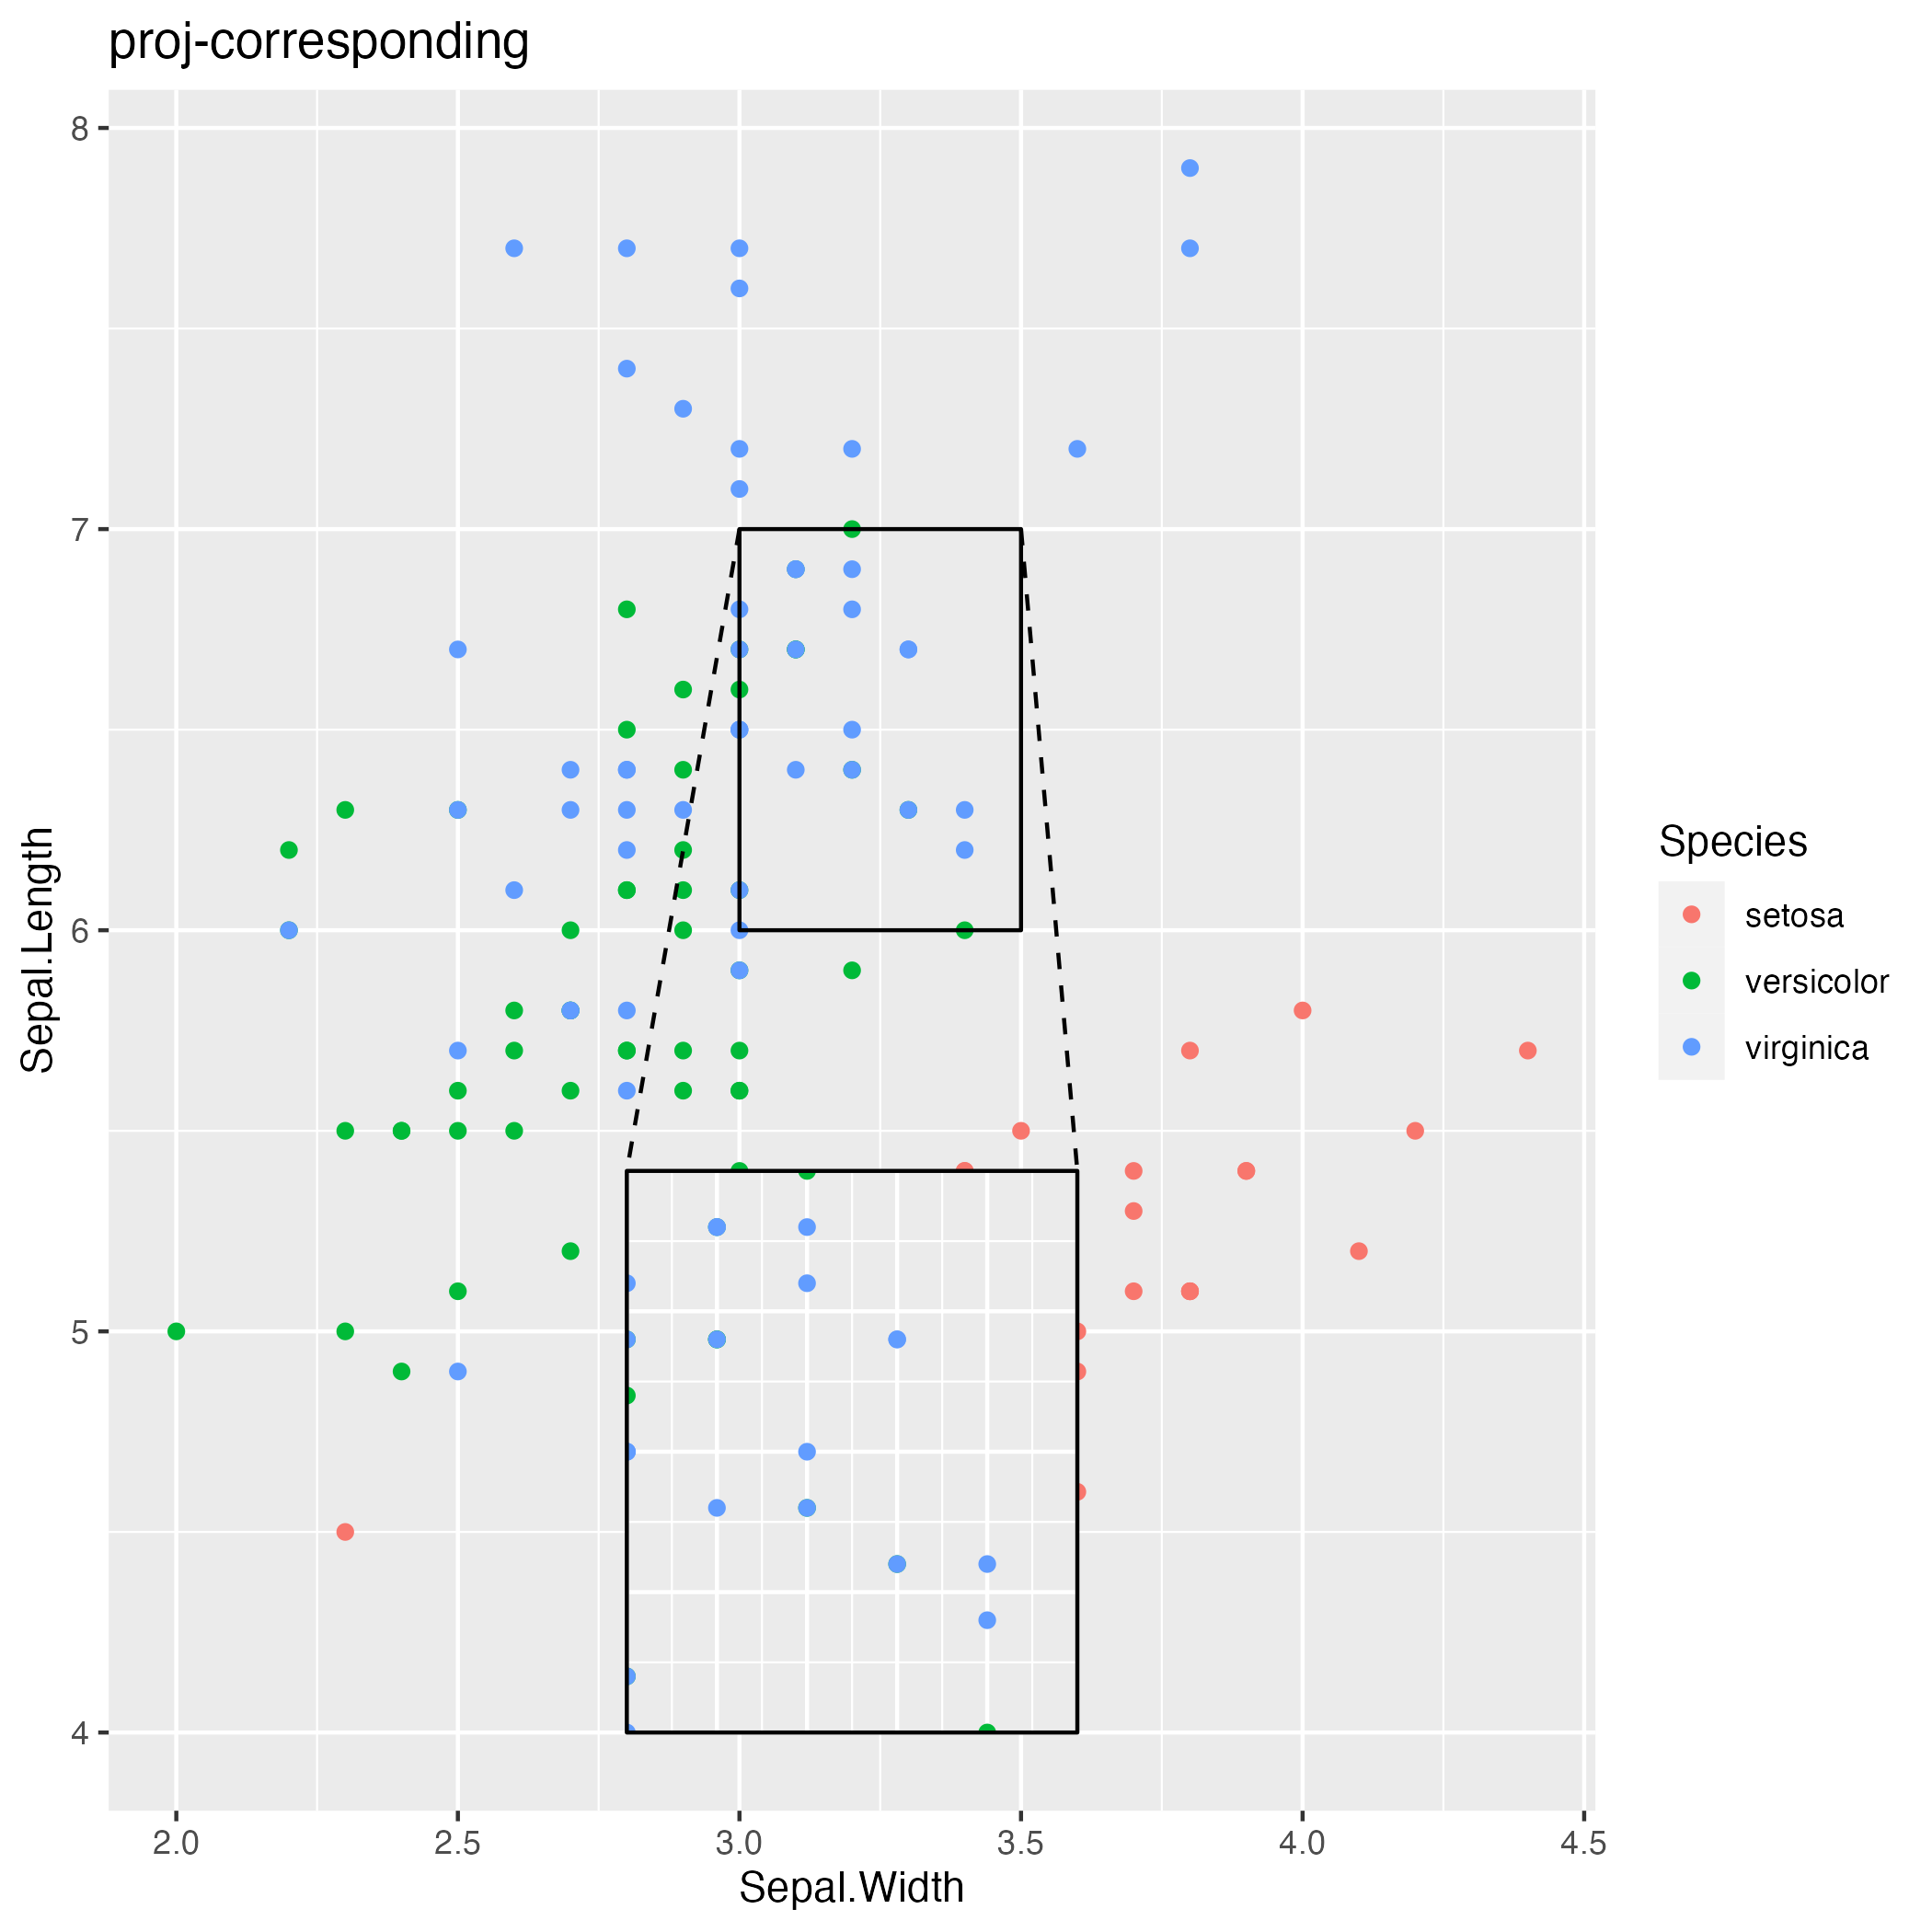 proj-corresponding
8
7
6
5
4
Sepal.Length
2.0 2.5 3.0 3.5 4.0 4.5
Sepal.Width
Species
setosa
versicolor
virginica